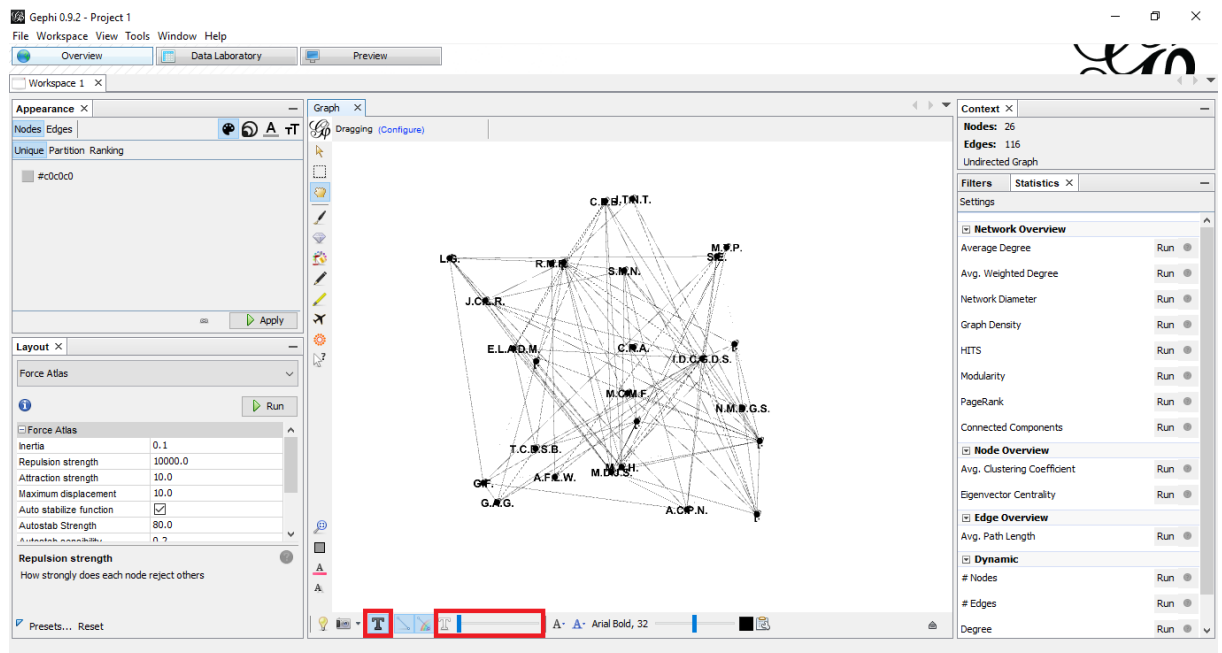 Gephi 0.9.2 - Project 1
File Workspace View Tools Window Help
Overview Data Laboratory Preview
Workspace 1 X
Appearance X
Nodes Edges
Unique Partition Ranking
#c0c0c0
Apply
Layout X
Force Atlas
Run
Force Atlas
Inertia 0.1
Repulsion strength 10000.0
Attraction strength 10.0
Maximum displacement 10.0
Auto stabilize function
Autostab Strength 80.0
Autostab sensibility 0.2
Repulsion strength
How strongly does each node reject others
Presets... Reset
Graph X
Dragging (Configure)
L.G.
S.E.
S.M.N.
J.C.L.R.
E.L.A.D.M.
C.R.A.
I.D.C.G.D.S.
M.C.M.F.
N.M.D.G.S.
A.F.L.W.
G.F.
G.A.G.
A.C.P.N.
A- A- Arial Bold, 32
Context X
Nodes: 26
Edges: 116
Undirected Graph
Filters Statistics X
Settings
Network Overview
Average Degree Run
Avg. Weighted Degree Run
Network Diameter Run
Graph Density Run
HITS Run
Modularity Run
PageRank Run
Connected Components Run
Node Overview
Avg. Clustering Coefficient Run
Eigenvector Centrality Run
Edge Overview
Avg. Path Length Run
Dynamic
# Nodes Run
# Edges Run
Degree Run